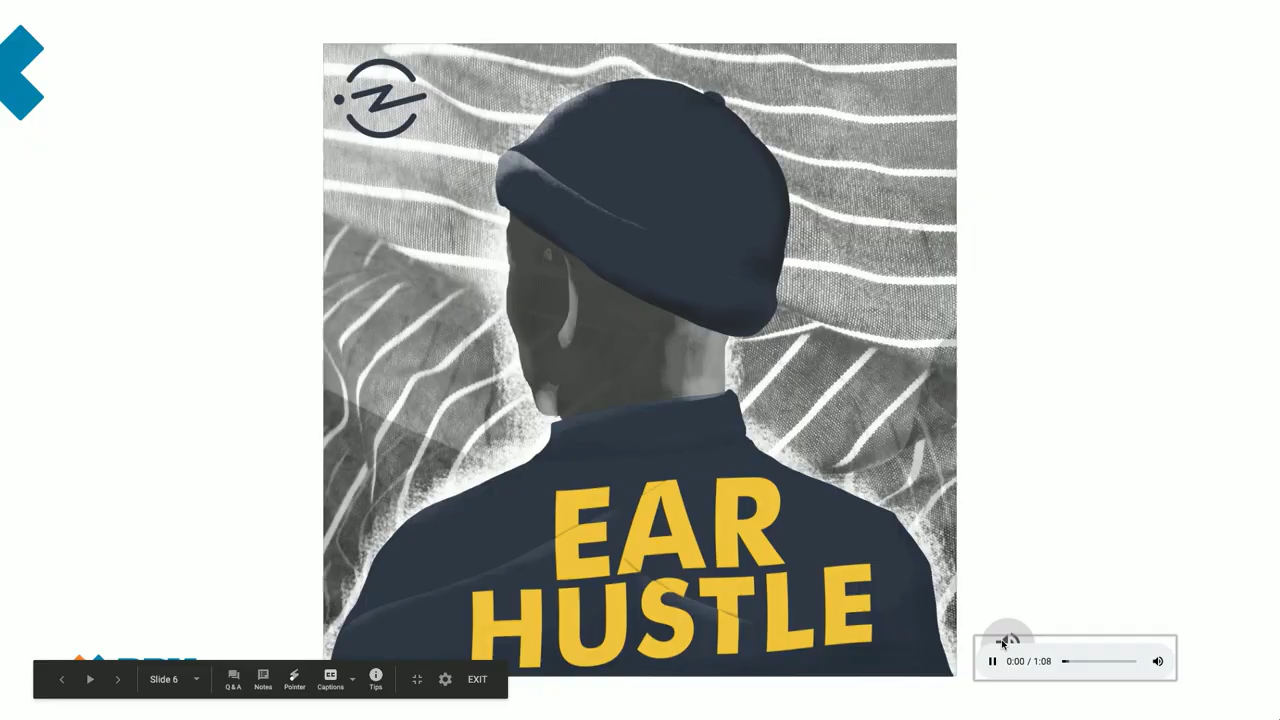 EAR
HUSTLE
Slide 6
Q&A
Notes
Pointer
Captions
Tips
EXIT
0:00 / 1:08